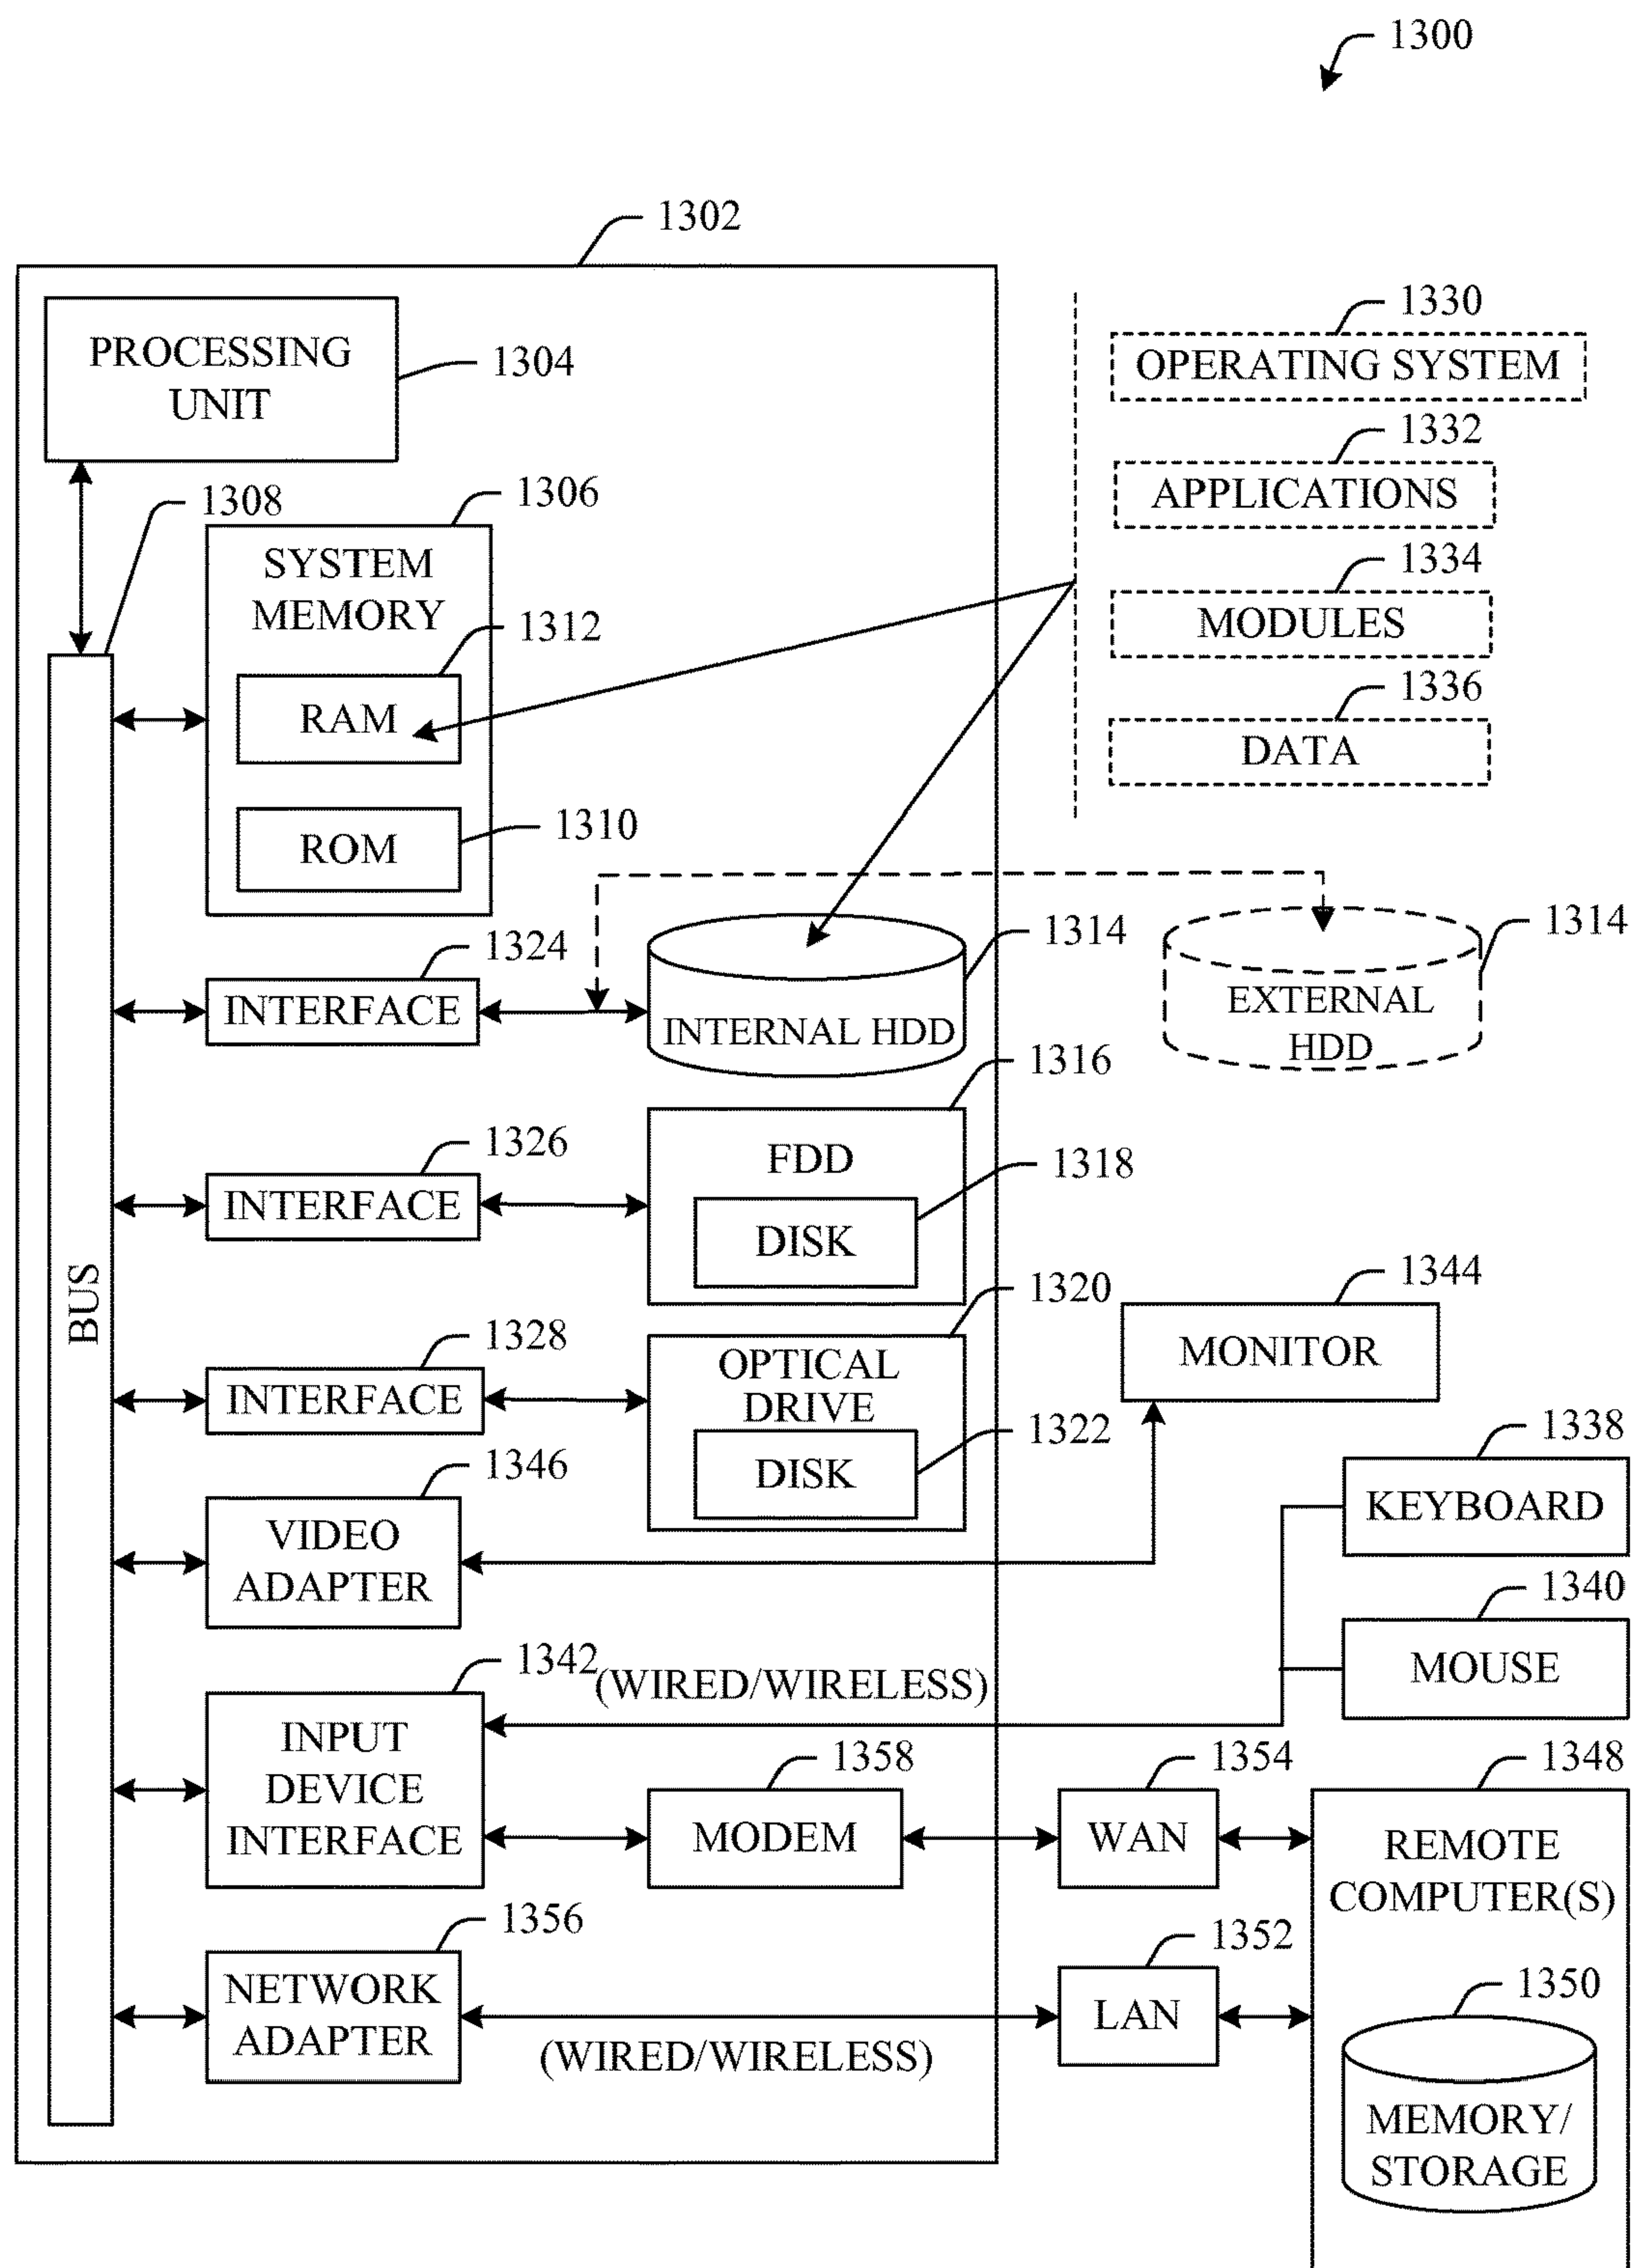 1300
1302
PROCESSING
UNIT
1304
1330
OPERATING SYSTEM
1332
APPLICATIONS
1334
MODULES
1336
DATA
1308
1306
SYSTEM
MEMORY
1312
RAM
1310
ROM
1324
INTERFACE
1314
INTERNAL HDD
1314
EXTERNAL
HDD
1316
FDD
1326
INTERFACE
1318
DISK
BUS
1320
OPTICAL
DRIVE
1328
INTERFACE
1322
DISK
1344
MONITOR
1346
VIDEO
ADAPTER
1338
KEYBOARD
1340
MOUSE
1342
(WIRED/WIRELESS)
INPUT
DEVICE
INTERFACE
1358
MODEM
1354
WAN
1348
REMOTE
COMPUTER(S)
1356
NETWORK
ADAPTER
(WIRED/WIRELESS)
1352
LAN
1350
MEMORY/
STORAGE